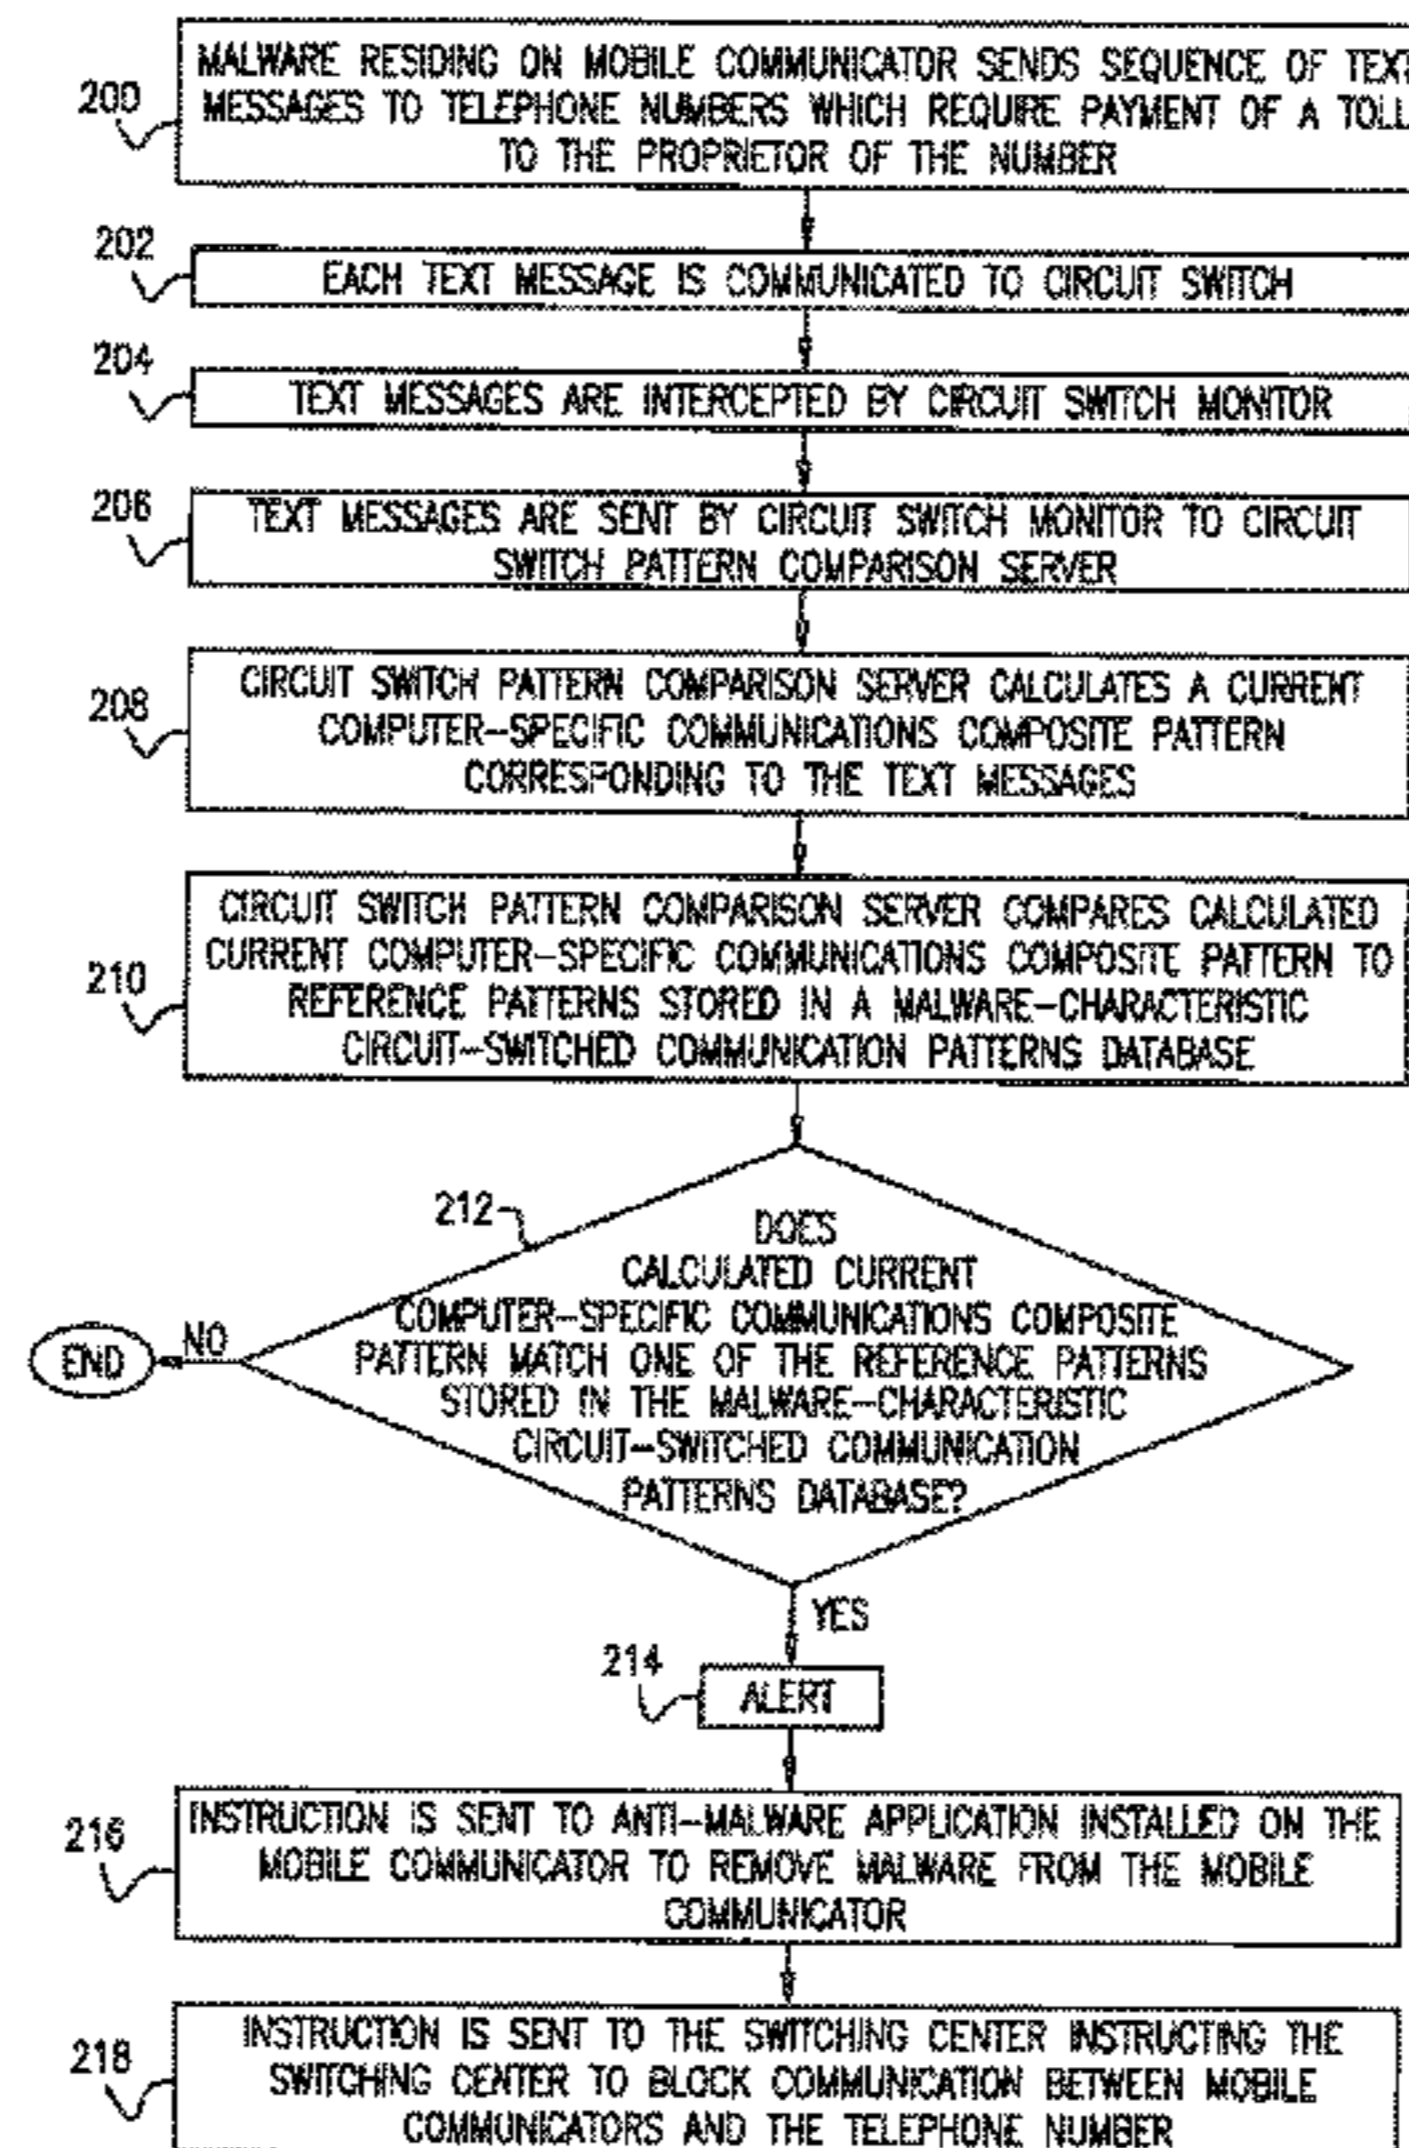 200
MALWARE RESIDING ON MOBILE COMMUNICATOR SENDS SEQUENCE OF TEXT
MESSAGES TO TELEPHONE NUMBERS WHICH REQUIRE PAYMENT OF A TOLL
TO THE PROPRIETOR OF THE NUMBER
202
EACH TEXT MESSAGE IS COMMUNICATED TO CIRCUIT SWITCH
204
TEXT MESSAGES ARE INTERCEPTED BY CIRCUIT SWITCH MONITOR
206
TEXT MESSAGES ARE SENT BY CIRCUIT SWITCH MONITOR TO CIRCUIT
SWITCH PATTERN COMPARISON SERVER
208
CIRCUIT SWITCH PATTERN COMPARISON SERVER CALCULATES A CURRENT
COMPUTER-SPECIFIC COMMUNICATIONS COMPOSITE PATTERN
CORRESPONDING TO THE TEXT MESSAGES
210
CIRCUIT SWITCH PATTERN COMPARISON SERVER COMPARES CALCULATED
CURRENT COMPUTER-SPECIFIC COMMUNICATIONS COMPOSITE PATTERN TO
REFERENCE PATTERNS STORED IN A MALWARE-CHARACTERISTIC
CIRCUIT-SWITCHED COMMUNICATION PATTERNS DATABASE
212
DOES
CALCULATED CURRENT
COMPUTER-SPECIFIC COMMUNICATIONS COMPOSITE
PATTERN MATCH ONE OF THE REFERENCE PATTERNS
STORED IN THE MALWARE-CHARACTERISTIC
CIRCUIT-SWITCHED COMMUNICATION
PATTERNS DATABASE?
NO
END
YES
214
ALERT
216
INSTRUCTION IS SENT TO ANTI-MALWARE APPLICATION INSTALLED ON THE
MOBILE COMMUNICATOR TO REMOVE MALWARE FROM THE MOBILE
COMMUNICATOR
218
INSTRUCTION IS SENT TO THE SWITCHING CENTER INSTRUCTING THE
SWITCHING CENTER TO BLOCK COMMUNICATION BETWEEN MOBILE
COMMUNICATORS AND THE TELEPHONE NUMBER